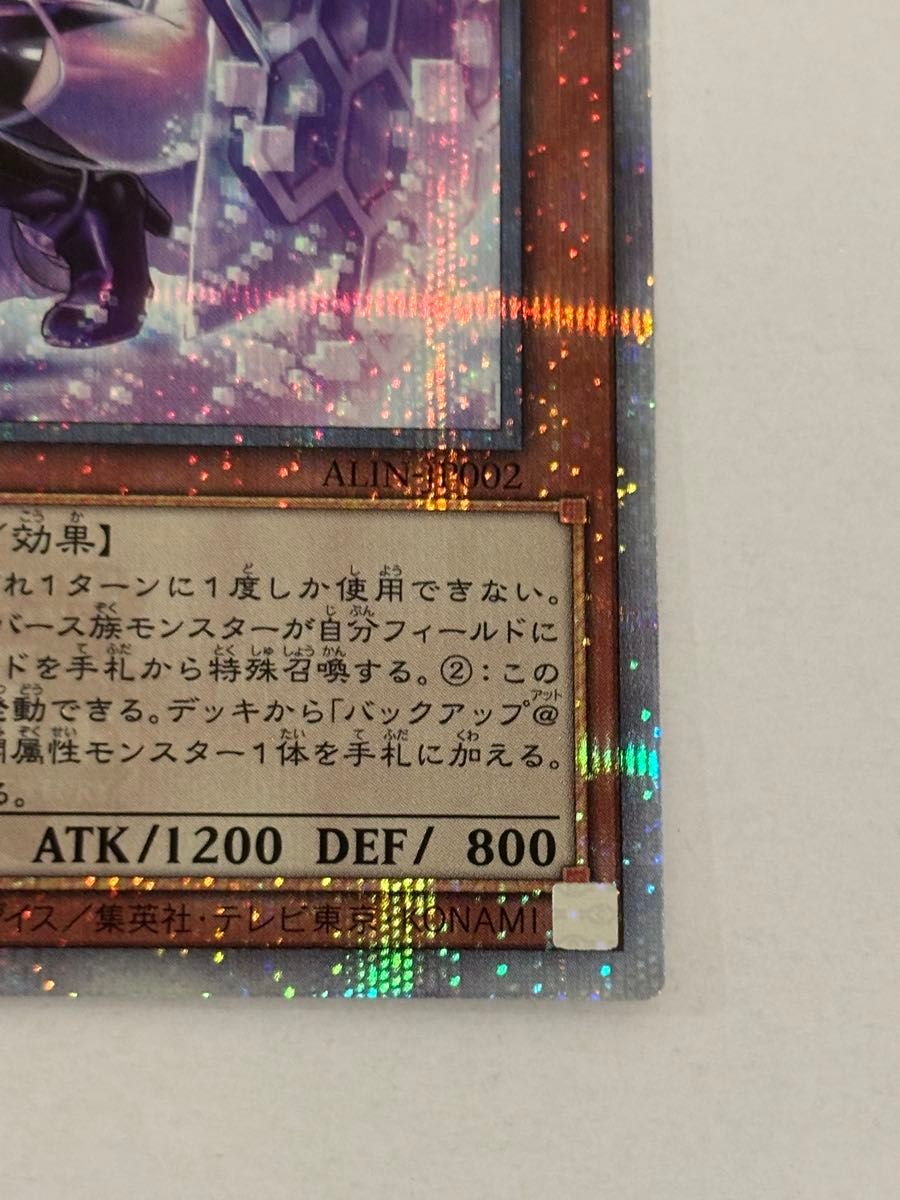 ALIN-JP002
／効果】
れ1ターンに1度しか使用できない。
バース族モンスターが自分フィールドに
ドを手札から特殊召喚する。②：この
動できる。デッキから「バックアップ@
属性モンスター1体を手札に加える。
る。
ATK/1200 DEF/ 800
イス／集英社・テレビ東京・KONAMI